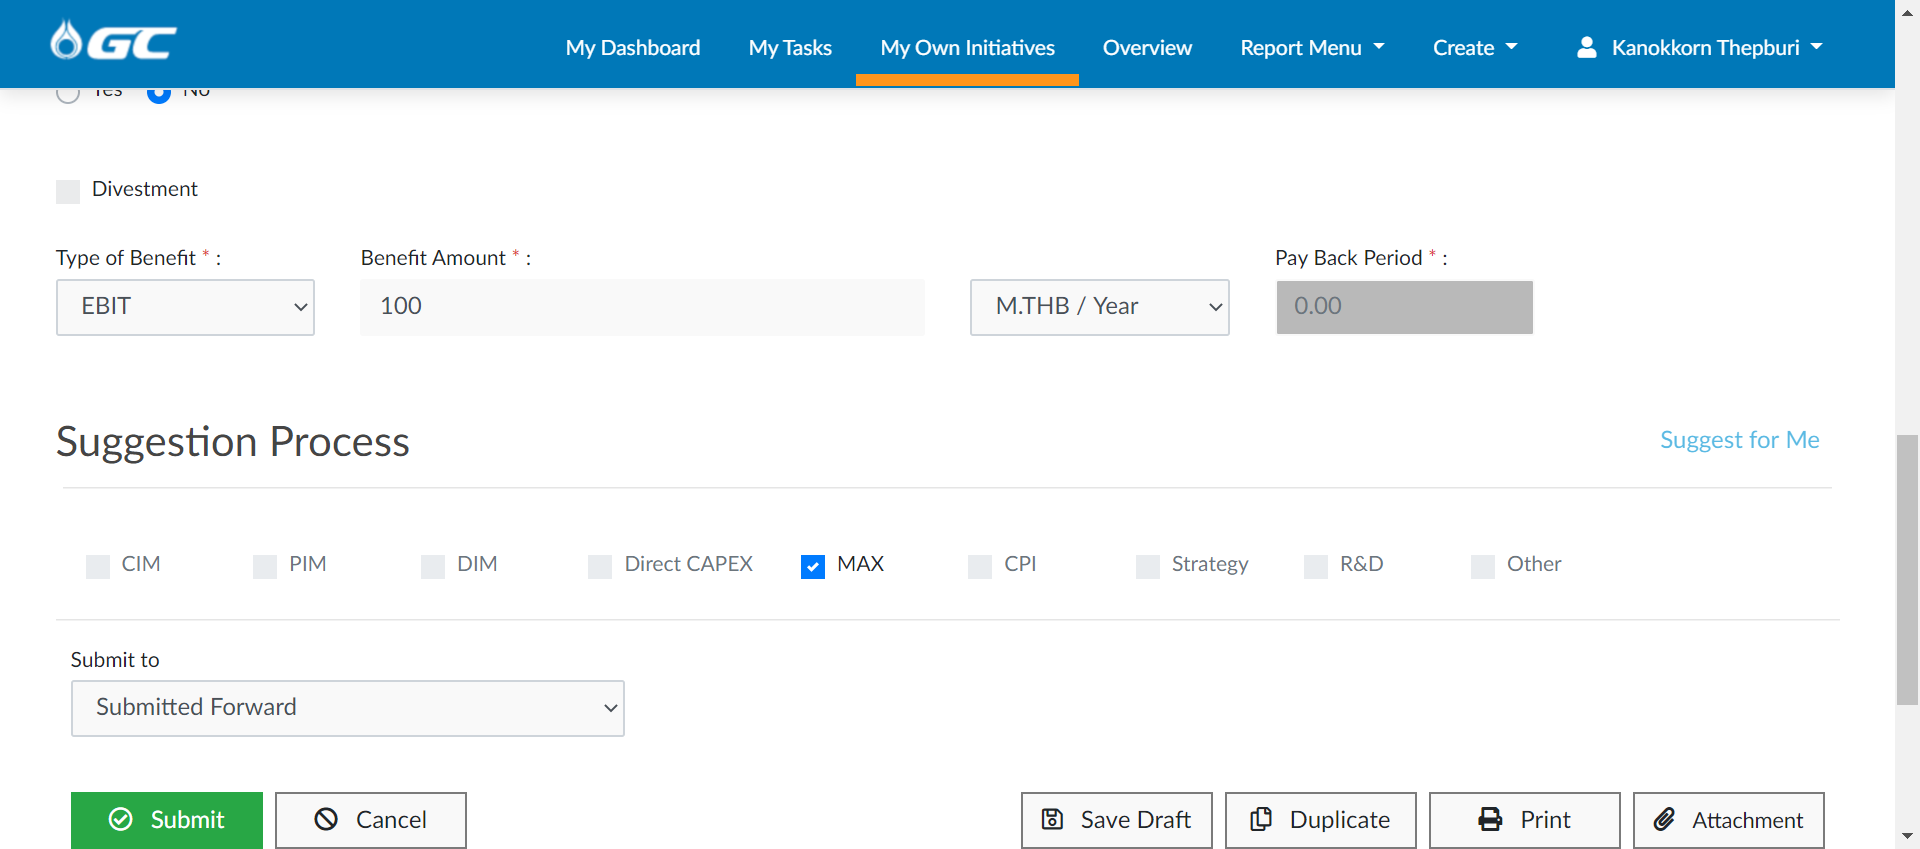 GC My Dashboard My Tasks My Own Initiatives Overview Report Menu Create Kanokkorn Thepburi
Yes No
Divestment
Type of Benefit * : Benefit Amount * : Pay Back Period * :
EBIT 100 M.THB / Year 0.00
Suggestion Process Suggest for Me
CIM PIM DIM Direct CAPEX MAX CPI Strategy R&D Other
Submit to
Submitted Forward
Submit Cancel Save Draft Duplicate Print Attachment